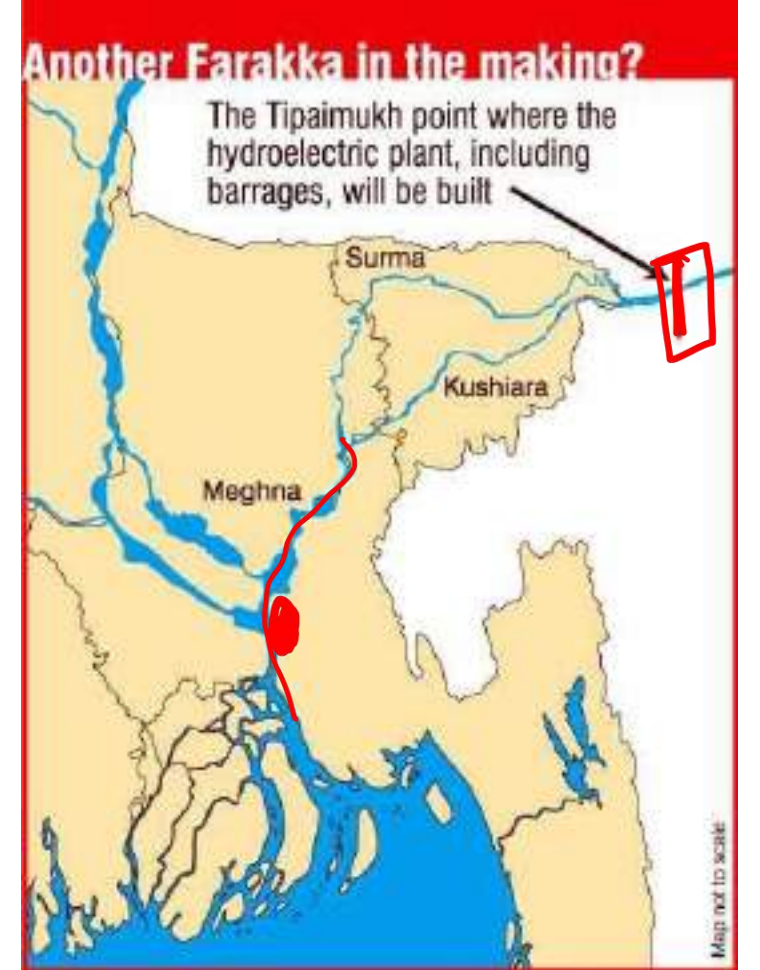 Another Farakka in the making?
The Tipaimukh point where the
hydroelectric plant, including
barrages, will be built
Surma
Kushiara
Meghna
Map not to scale